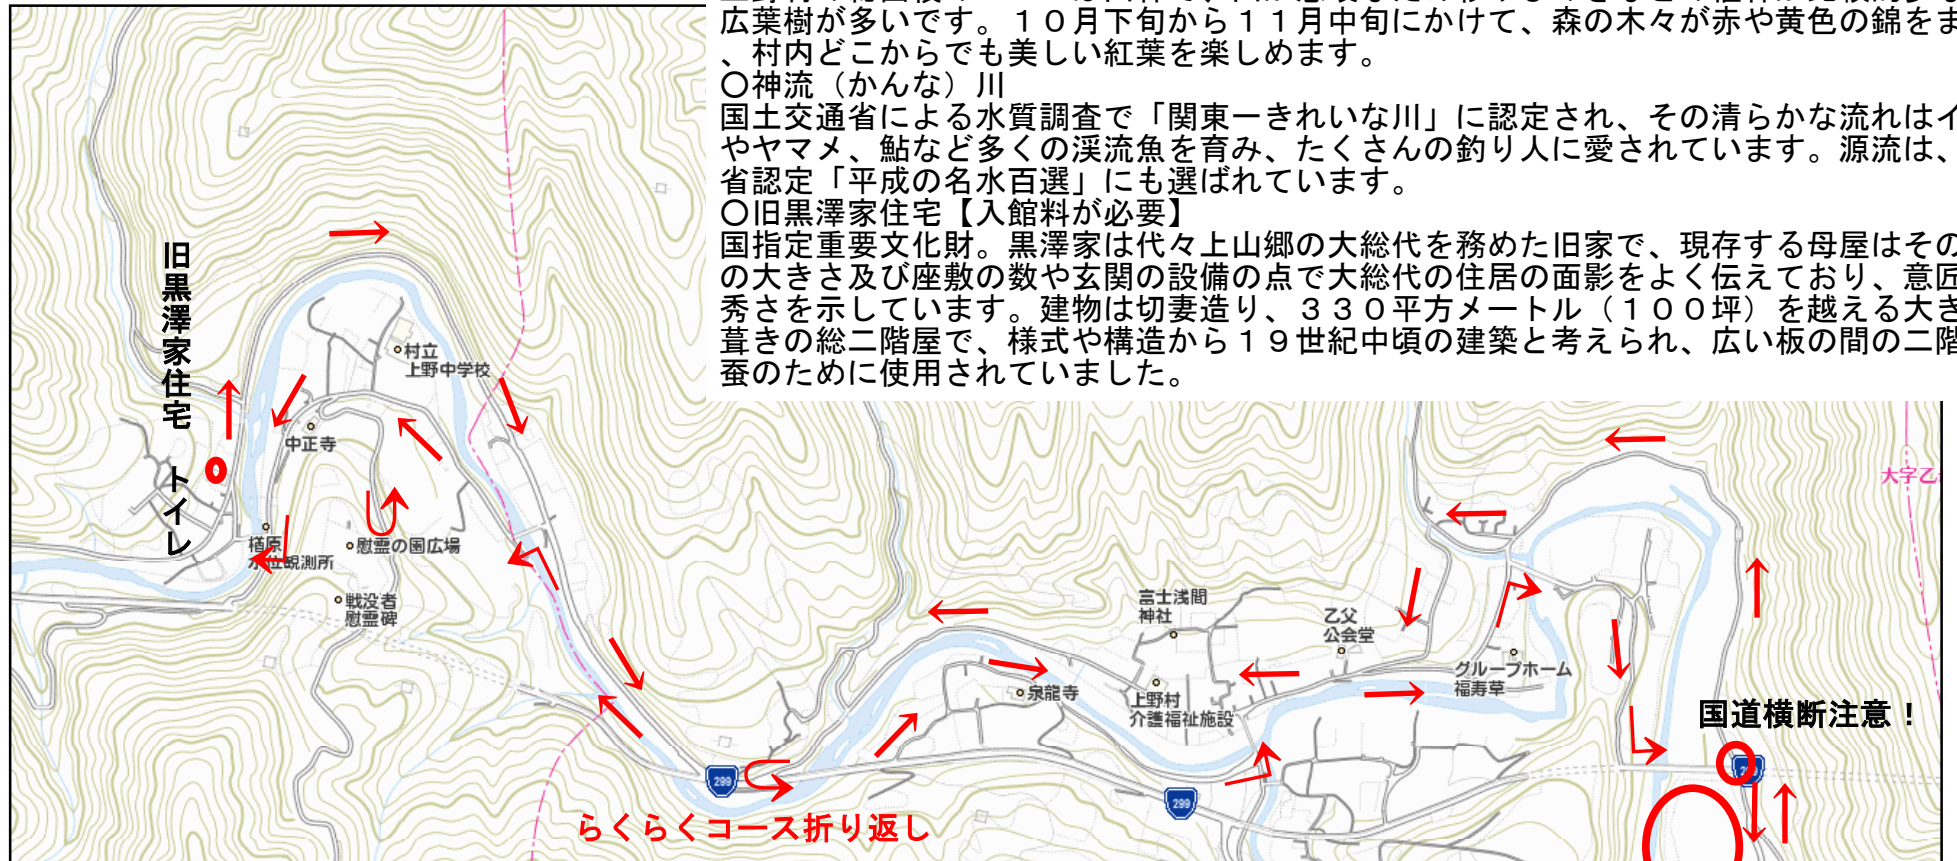 広葉樹が多いです。１０月下旬から１１月中旬にかけて、森の木々が赤や黄色の錦をま
、村内どこからでも美しい紅葉を楽しめます。
〇神流（かんな）川
国土交通省による水質調査で「関東一きれいな川」に認定され、その清らかな流れはイ
やヤマメ、鮎など多くの渓流魚を育み、たくさんの釣り人に愛されています。源流は、
省認定「平成の名水百選」にも選ばれています。
〇旧黒澤家住宅【入館料が必要】
国指定重要文化財。黒澤家は代々上山郷の大総代を務めた旧家で、現存する母屋はその
の大きさ及び座敷の数や玄関の設備の点で大総代の住居の面影をよく伝えており、意匠
秀さを示しています。建物は切妻造り、３３０平方メートル（１００坪）を越える大き
葺きの総二階屋で、様式や構造から１９世紀中頃の建築と考えられ、広い板の間の二階
蚕のために使用されていました。
旧黒澤家住宅
トイレ
村立
上野中学校
中正寺
楢原
水位観測所
慰霊の園広場
戦没者
慰霊碑
富士浅間
神社
乙父
公会堂
グループホーム
福寿草
泉龍寺
上野村
介護福祉施設
大字乙
国道横断注意！
299
299
らくらくコース折り返し